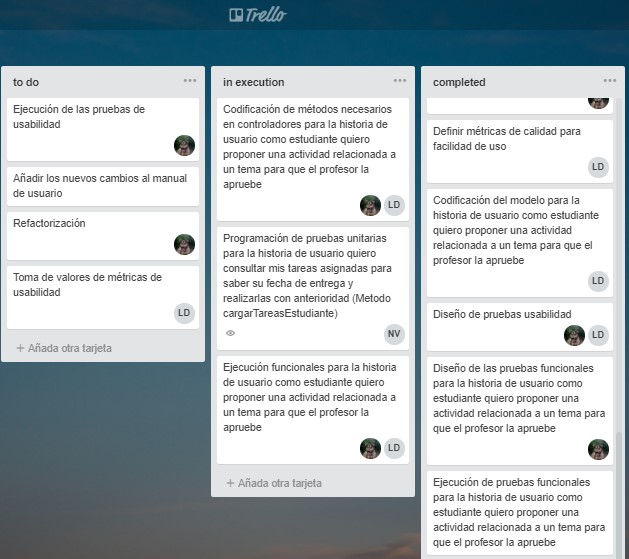 Trello
to do
Ejecución de las pruebas de
usabilidad
Añadir los nuevos cambios al manual
de usuario
Refactorización
Toma de valores de métricas de
usabilidad
LD
+ Añada otra tarjeta
in execution
Codificación de métodos necesarios
en controladores para la historia de
usuario como estudiante quiero
proponer una actividad relacionada a
un tema para que el profesor la
apruebe
LD
Programación de pruebas unitarias
para la historia de usuario quiero
consultar mis tareas asignadas para
saber su fecha de entrega y
realizarlas con anterioridad (Metodo
cargarTareasEstudiante)
NV
Ejecución funcionales para la historia
de usuario como estudiante quiero
proponer una actividad relacionada a
un tema para que el profesor la
apruebe
LD
+ Añada otra tarjeta
completed
Definir métricas de calidad para
facilidad de uso
LD
Codificación del modelo para la
historia de usuario como estudiante
quiero proponer una actividad
relacionada a un tema para que el
profesor la apruebe
LD
Diseño de pruebas usabilidad
LD
Diseño de las pruebas funcionales
para la historia de usuario como
estudiante quiero proponer una
actividad relacionada a un tema para
que el profesor la apruebe
Ejecución de pruebas funcionales
para la historia de usuario como
estudiante quiero proponer una
actividad relacionada a un tema para
que el profesor la apruebe